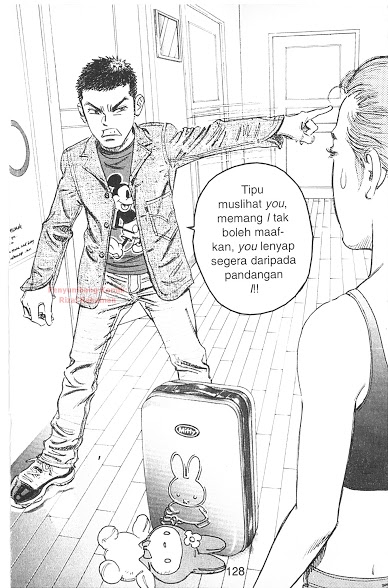 Tipu
muslihat you,
memang I tak
boleh maaf-
kan, you lenyap
segera daripada
pandangan
I!!
128